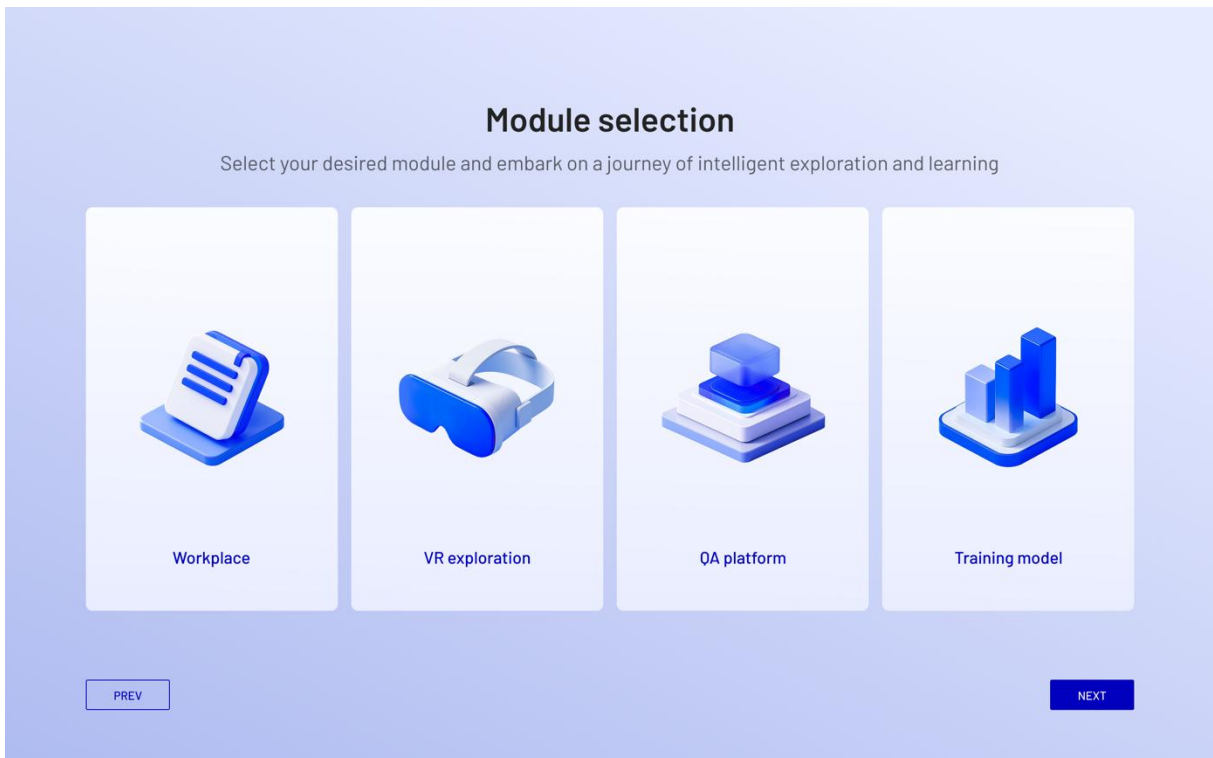 Module selection
Select your desired module and embark on a journey of intelligent exploration and learning
Workplace
VR exploration
QA platform
Training model
PREV
NEXT